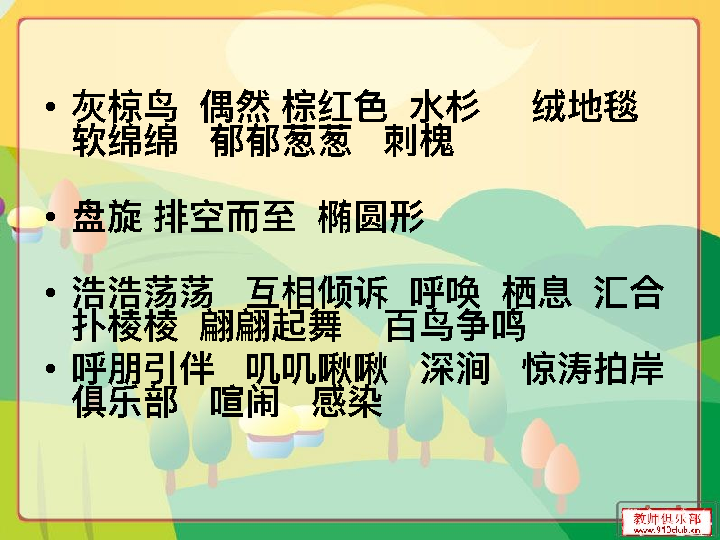 • 灰椋鸟 偶然 棕红色 水杉 绒地毯
软绵绵 郁郁葱葱 刺槐
• 盘旋 排空而至 椭圆形
• 浩浩荡荡 互相倾诉 呼唤 栖息 汇合
扑棱棱 翩翩起舞 百鸟争鸣
• 呼朋引伴 叽叽啾啾 深涧 惊涛拍岸
俱乐部 喧闹 感染
教师俱乐部
www.910club.cn